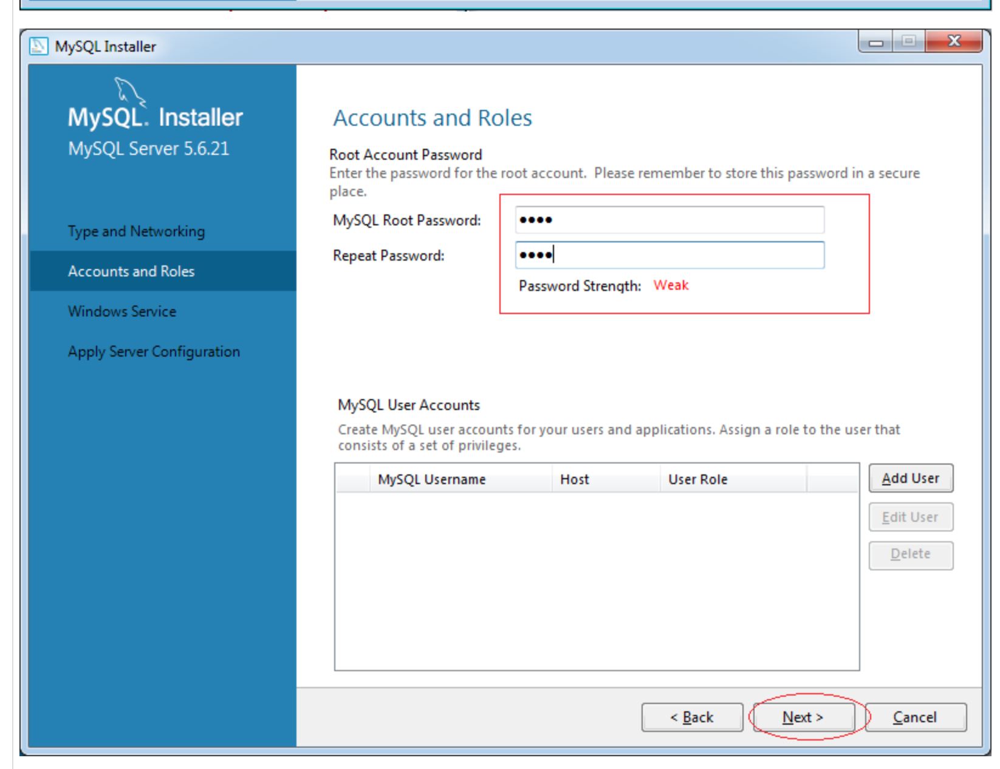 MySQL Installer
MySQL. Installer
MySQL Server 5.6.21
Type and Networking
Accounts and Roles
Windows Service
Apply Server Configuration
Accounts and Roles
Root Account Password
Enter the password for the root account. Please remember to store this password in a secure
place.
MySQL Root Password: ●●●●
Repeat Password: ●●●●
Password Strength: Weak
MySQL User Accounts
Create MySQL user accounts for your users and applications. Assign a role to the user that
consists of a set of privileges.
MySQL Username Host User Role
Add User
Edit User
Delete
< Back Next > Cancel